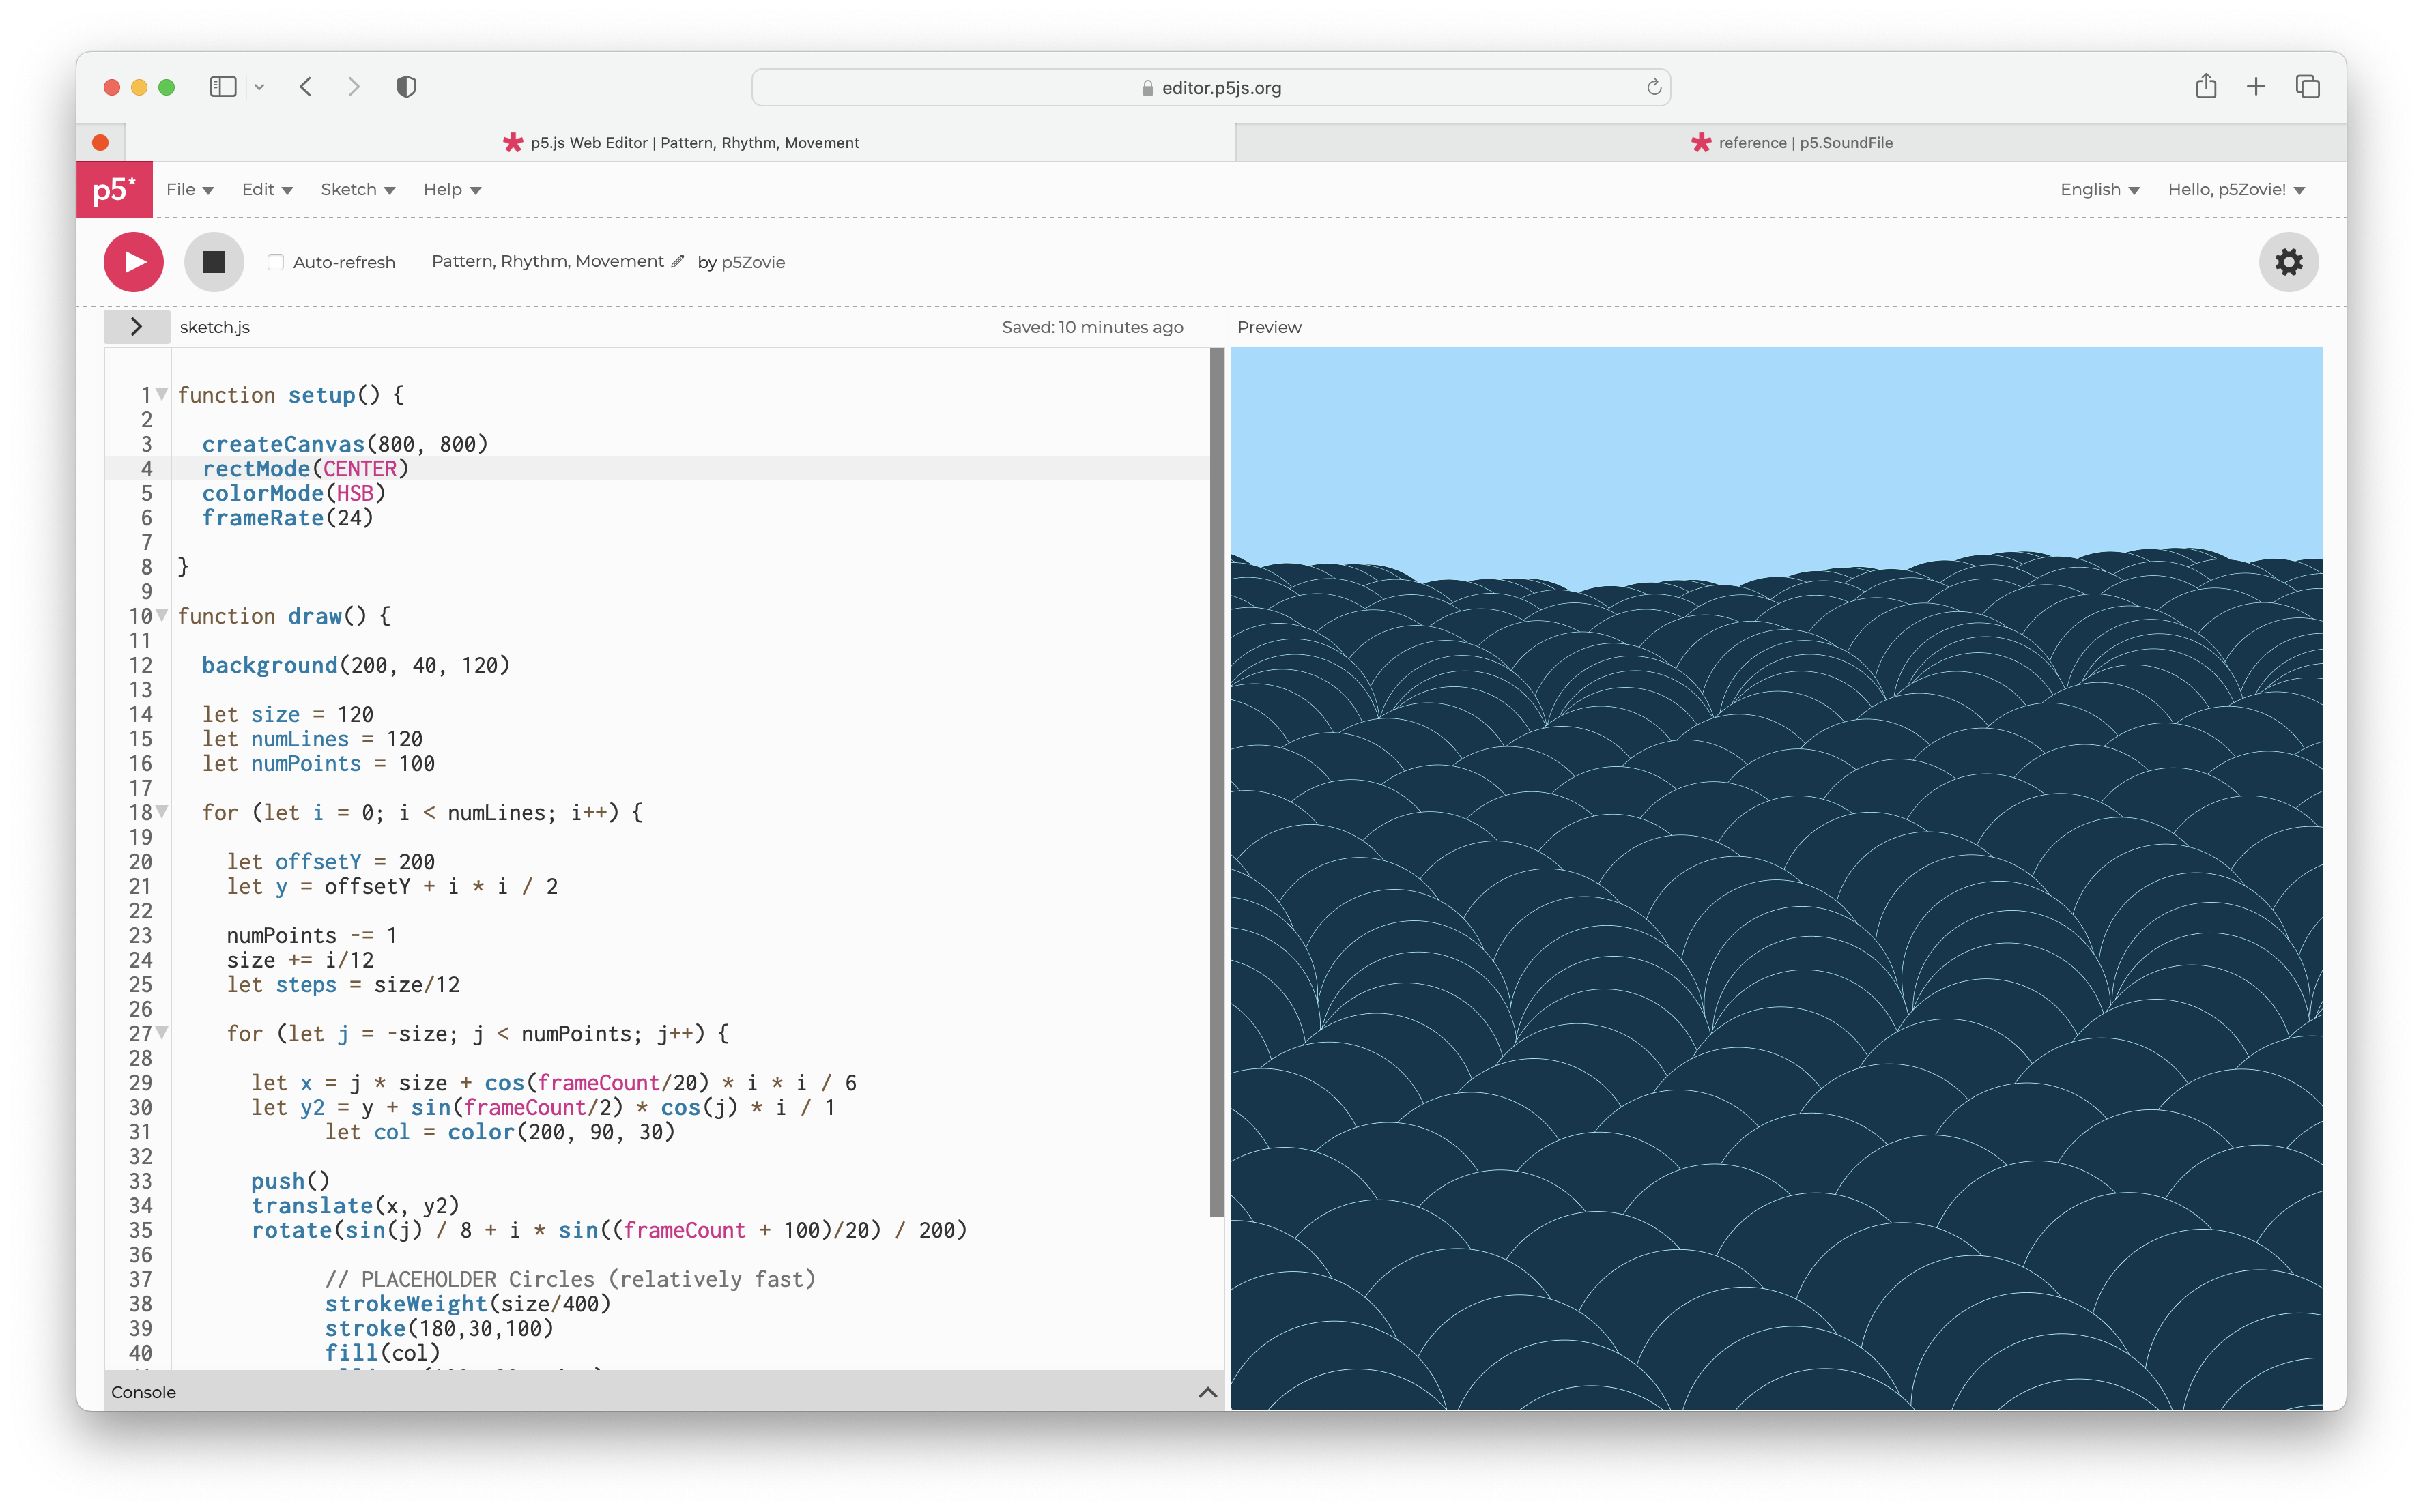 editor.p5js.org
p5.js Web Editor | Pattern, Rhythm, Movement
reference | p5.SoundFile
p5*
File
Edit
Sketch
Help
English
Hello, p5Zovie!
Auto-refresh
Pattern, Rhythm, Movement
by p5Zovie
sketch.js
Saved: 10 minutes ago
Preview
1 function setup() {
2
3 createCanvas(800, 800)
4 rectMode(CENTER)
5 colorMode(HSB)
6 frameRate(24)
7
8 }
9
10 function draw() {
11
12 background(200, 40, 120)
13
14 let size = 120
15 let numLines = 120
16 let numPoints = 100
17
18 for (let i = 0; i < numLines; i++) {
19
20 let offsetY = 200
21 let y = offsetY + i * i / 2
22
23 numPoints -= 1
24 size += i/12
25 let steps = size/12
26
27 for (let j = -size; j < numPoints; j++) {
28
29 let x = j * size + cos(frameCount/20) * i * i / 6
30 let y2 = y + sin(frameCount/2) * cos(j) * i / 1
31 let col = color(200, 90, 30)
32
33 push()
34 translate(x, y2)
35 rotate(sin(j) / 8 + i * sin((frameCount + 100)/20) / 200)
36
37 // PLACEHOLDER Circles (relatively fast)
38 strokeWeight(size/400)
39 stroke(180,30,100)
40 fill(col)
Console